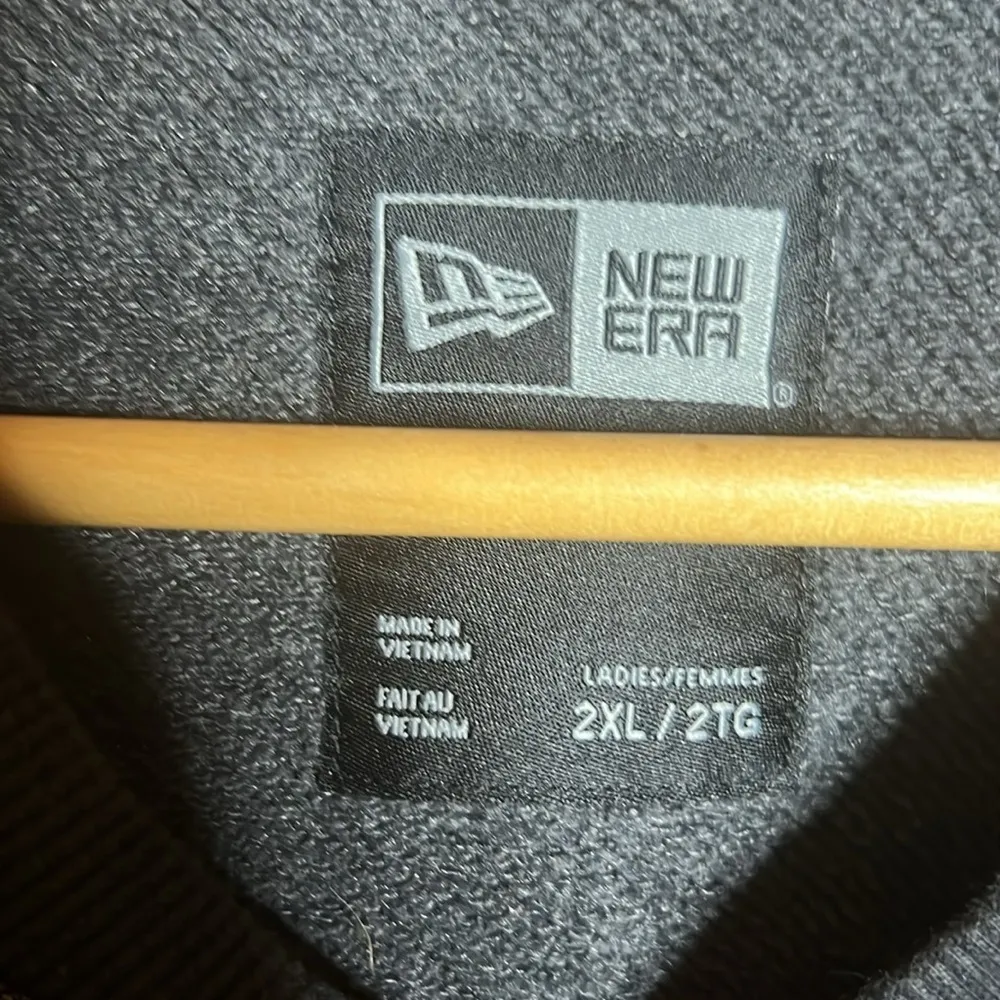 NEW
ERA
®
MADE IN
VIETNAM
FAIT AU
VIETNAM
LADIES/FEMMES
2XL / 2TG